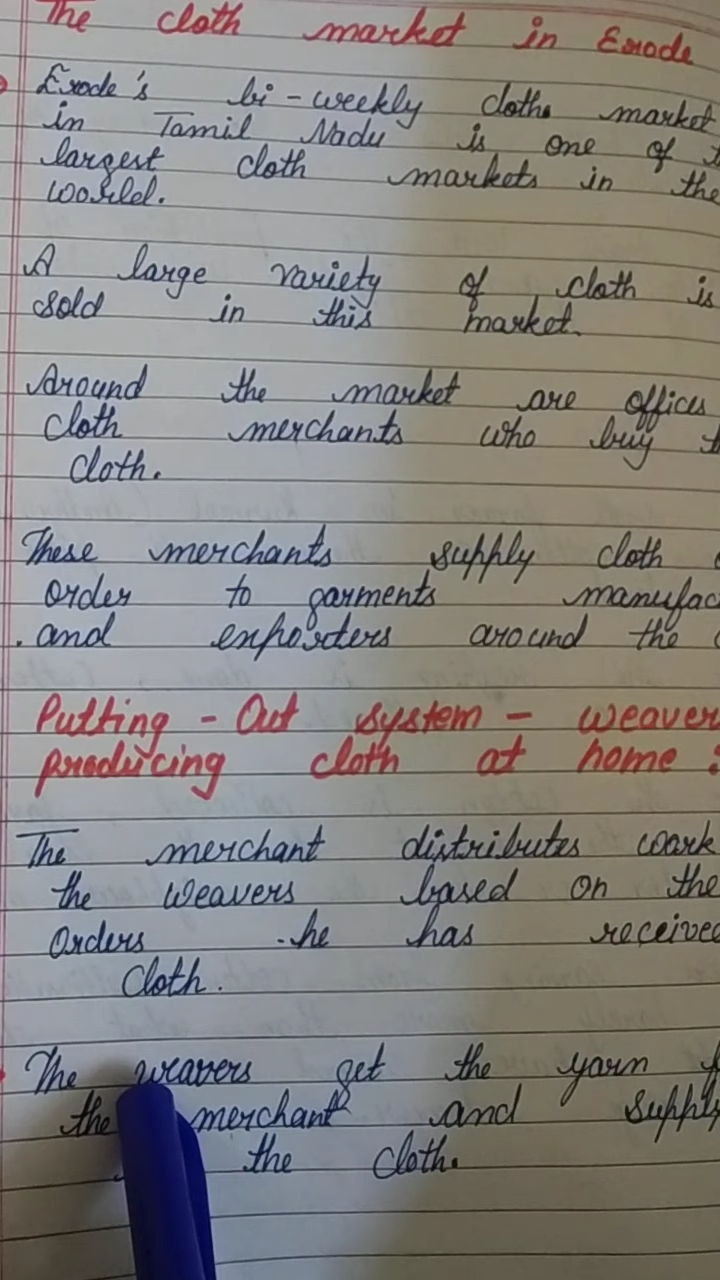 The cloth market in Erode
Erode's bi-weekly cloth market
in Tamil Nadu is one of
largest cloth markets in the
world.
A large variety of cloth is
sold in this market.
Around the market are offices
cloth merchants who buy
cloth.
These merchants supply cloth
order to garments manufac
and exporters around the
Putting-Out system - weaver
producing cloth at home :
The merchant distributes work
the weavers based on the
orders he has received
cloth.
The weavers get the yarn
the merchant and supply
the cloth.